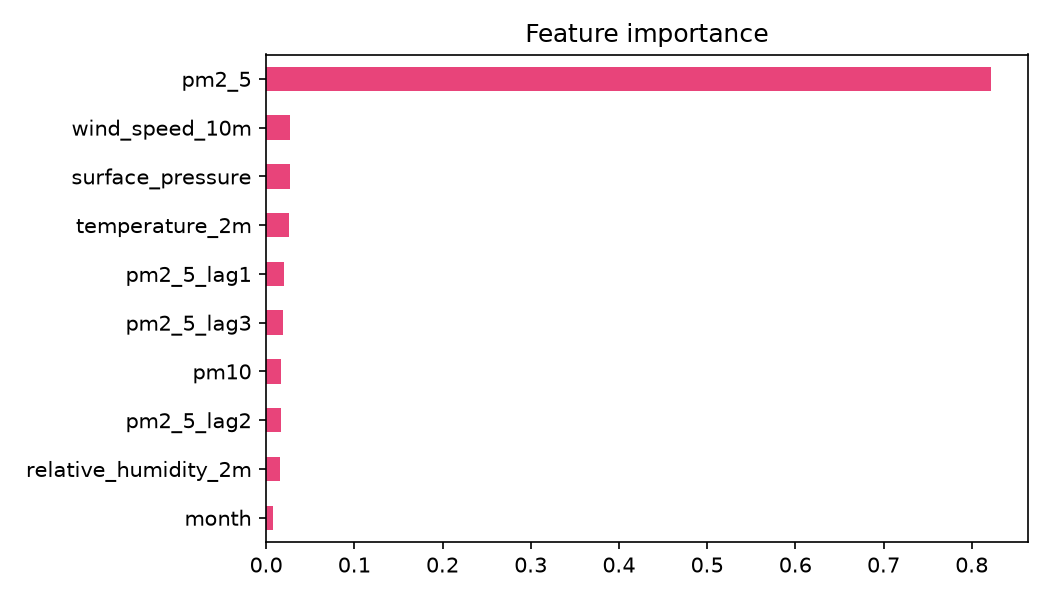 Feature importance
pm2_5
wind_speed_10m
surface_pressure
temperature_2m
pm2_5_lag1
pm2_5_lag3
pm10
pm2_5_lag2
relative_humidity_2m
month
0.0 0.1 0.2 0.3 0.4 0.5 0.6 0.7 0.8